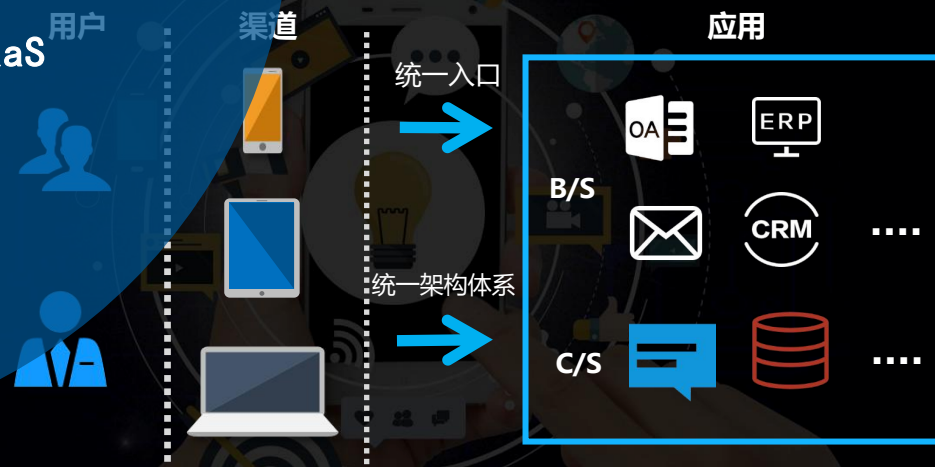 用户
渠道
应用
aaS
统一入口
OA
ERP
B/S
CRM
....
统一架构体系
C/S
....